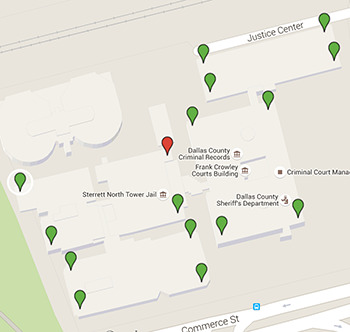 Justice Center
Dallas County
Criminal Records
Frank Crowley
Courts Building
Criminal Court Mana
Sterrett North Tower Jail
Dallas County
Sheriff's Department
Commerce St